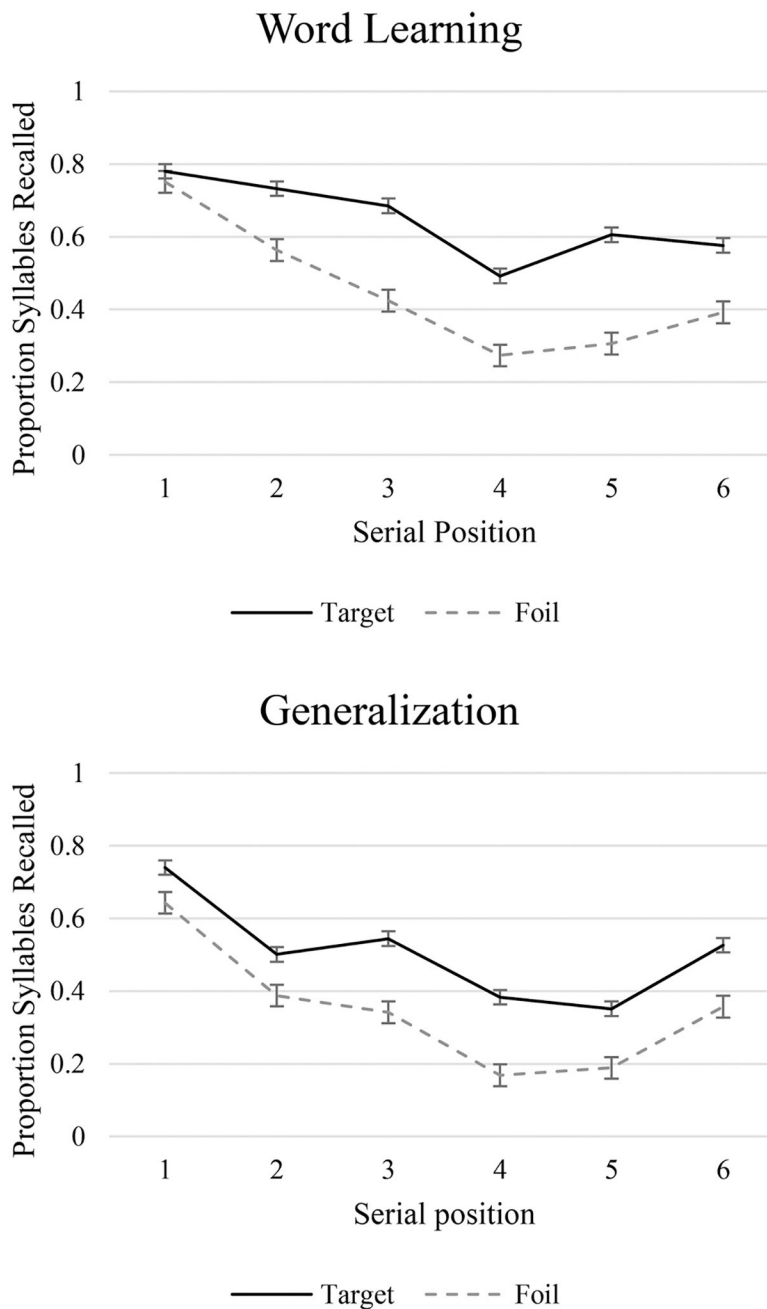 Word Learning
Proportion Syllables Recalled
1
0.8
0.6
0.4
0.2
0
1 2 3 4 5 6
Serial Position
Target Foil
Generalization
Proportion Syllables Recalled
1
0.8
0.6
0.4
0.2
0
1 2 3 4 5 6
Serial position
Target Foil